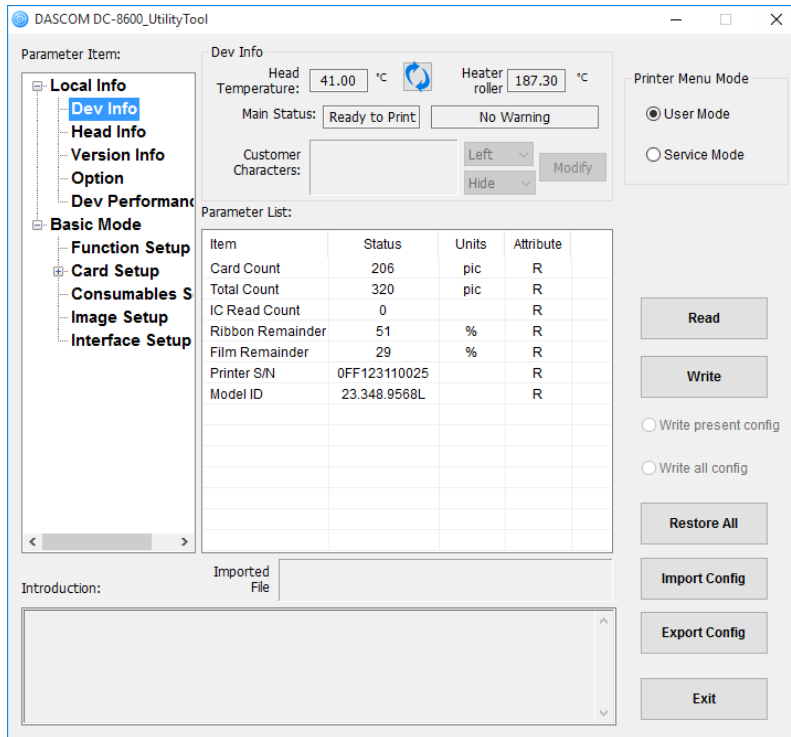 DASCOM DC-8600_UtilityTool
Parameter Item:
Local Info
Dev Info
Head Info
Version Info
Option
Dev Performanc
Basic Mode
Function Setup
Card Setup
Consumables S
Image Setup
Interface Setup
Dev Info
Head Temperature: 41.00 °C
Heater roller 187.30 °C
Main Status: Ready to Print No Warning
Customer Characters:
Left
Hide
Modify
Parameter List:
Item Status Units Attribute
Card Count 206 pic R
Total Count 320 pic R
IC Read Count 0 R
Ribbon Remainder 51 % R
Film Remainder 29 % R
Printer S/N 0FF123110025 R
Model ID 23.348.9568L R
Imported File
Introduction:
Printer Menu Mode
User Mode
Service Mode
Read
Write
Write present config
Write all config
Restore All
Import Config
Export Config
Exit